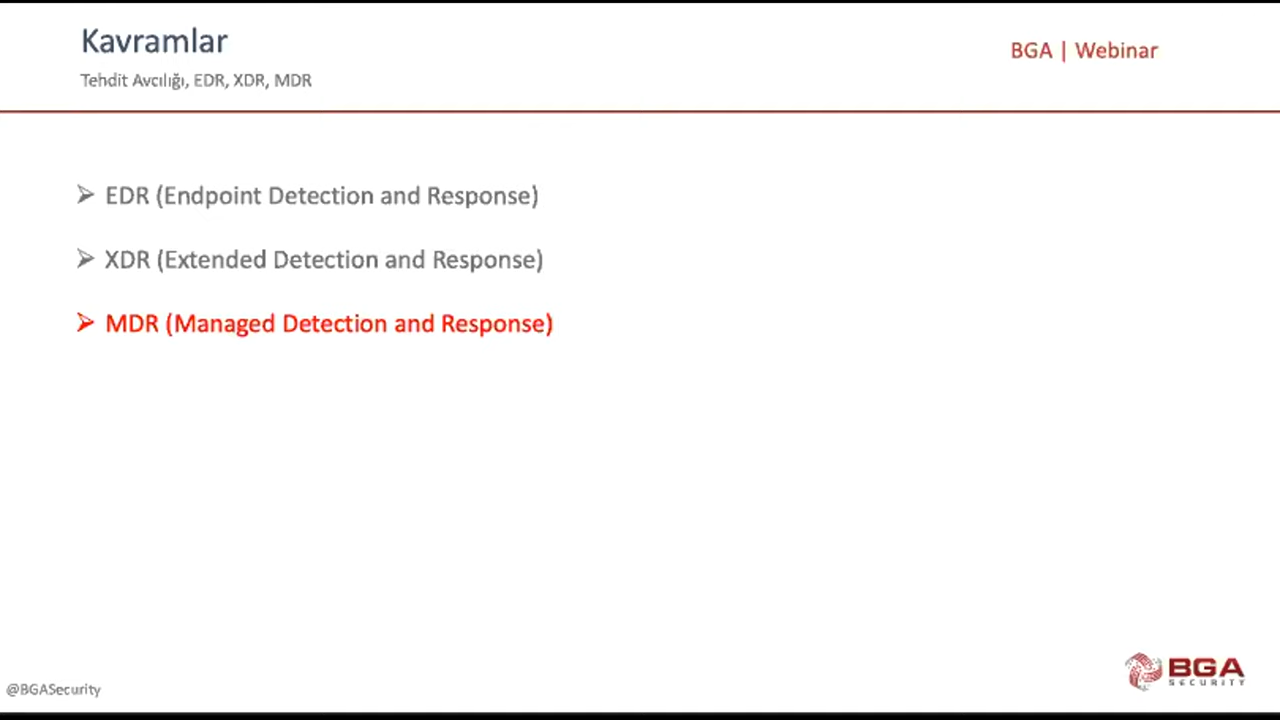 Kavramlar
Tehdit Avcılığı, EDR, XDR, MDR
BGA | Webinar
➢ EDR (Endpoint Detection and Response)
➢ XDR (Extended Detection and Response)
➢ MDR (Managed Detection and Response)
@BGASecurity
BGA
SECURITY